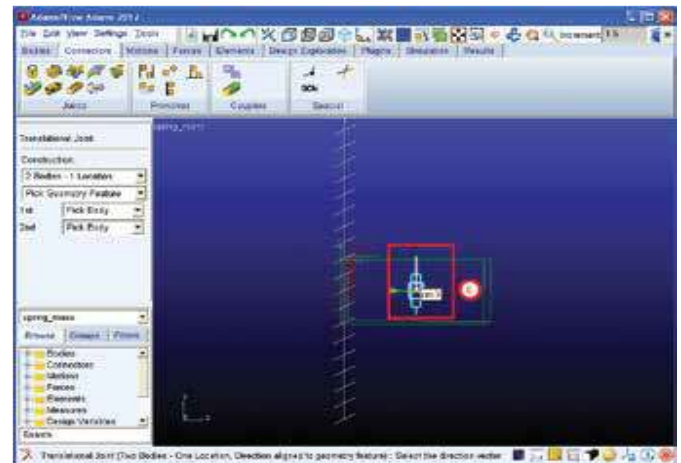 Adams/View Adams 2012
File Edit View Settings Tools
Increment
Bodies Connectors Motions Forces Elements Design Exploration Plugins Simulation Results
Joints Primitives Couplers Special
spring_mass
Translational Joint
Construction:
2 Bodies - 1 Location
Pick Geometry Feature
1st Pick Body
2nd Pick Body
spring_mass
Browse Groups Filters
Bodies
Connectors
Motions
Forces
Elements
Measures
Design Variables
Search
Translational Joint (Two Bodies - One Location, Direction aligned to geometry feature): Select the direction vector